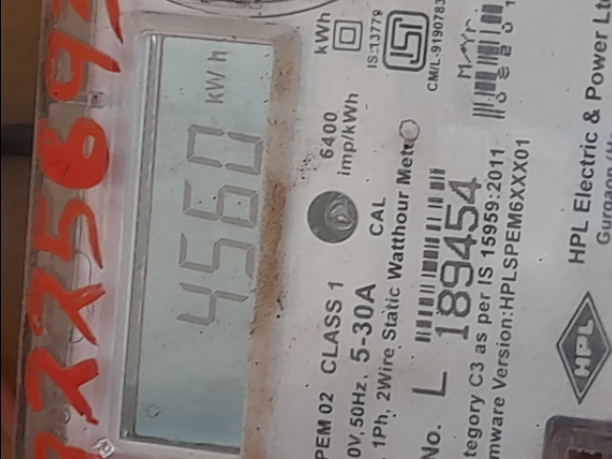 4560 kWh
kWh
IS:13779
CM/L-9190783
6400
imp/kWh
CAL
PEM 02 CLASS 1
0V, 50Hz, 5-30A
1Ph, 2Wire Static Watthour Mete
No. L 189454
tegory C3 as per IS 15959:2011
mware Version:HPLSPEM6XXX01
HPL
HPL Electric & Power Lt